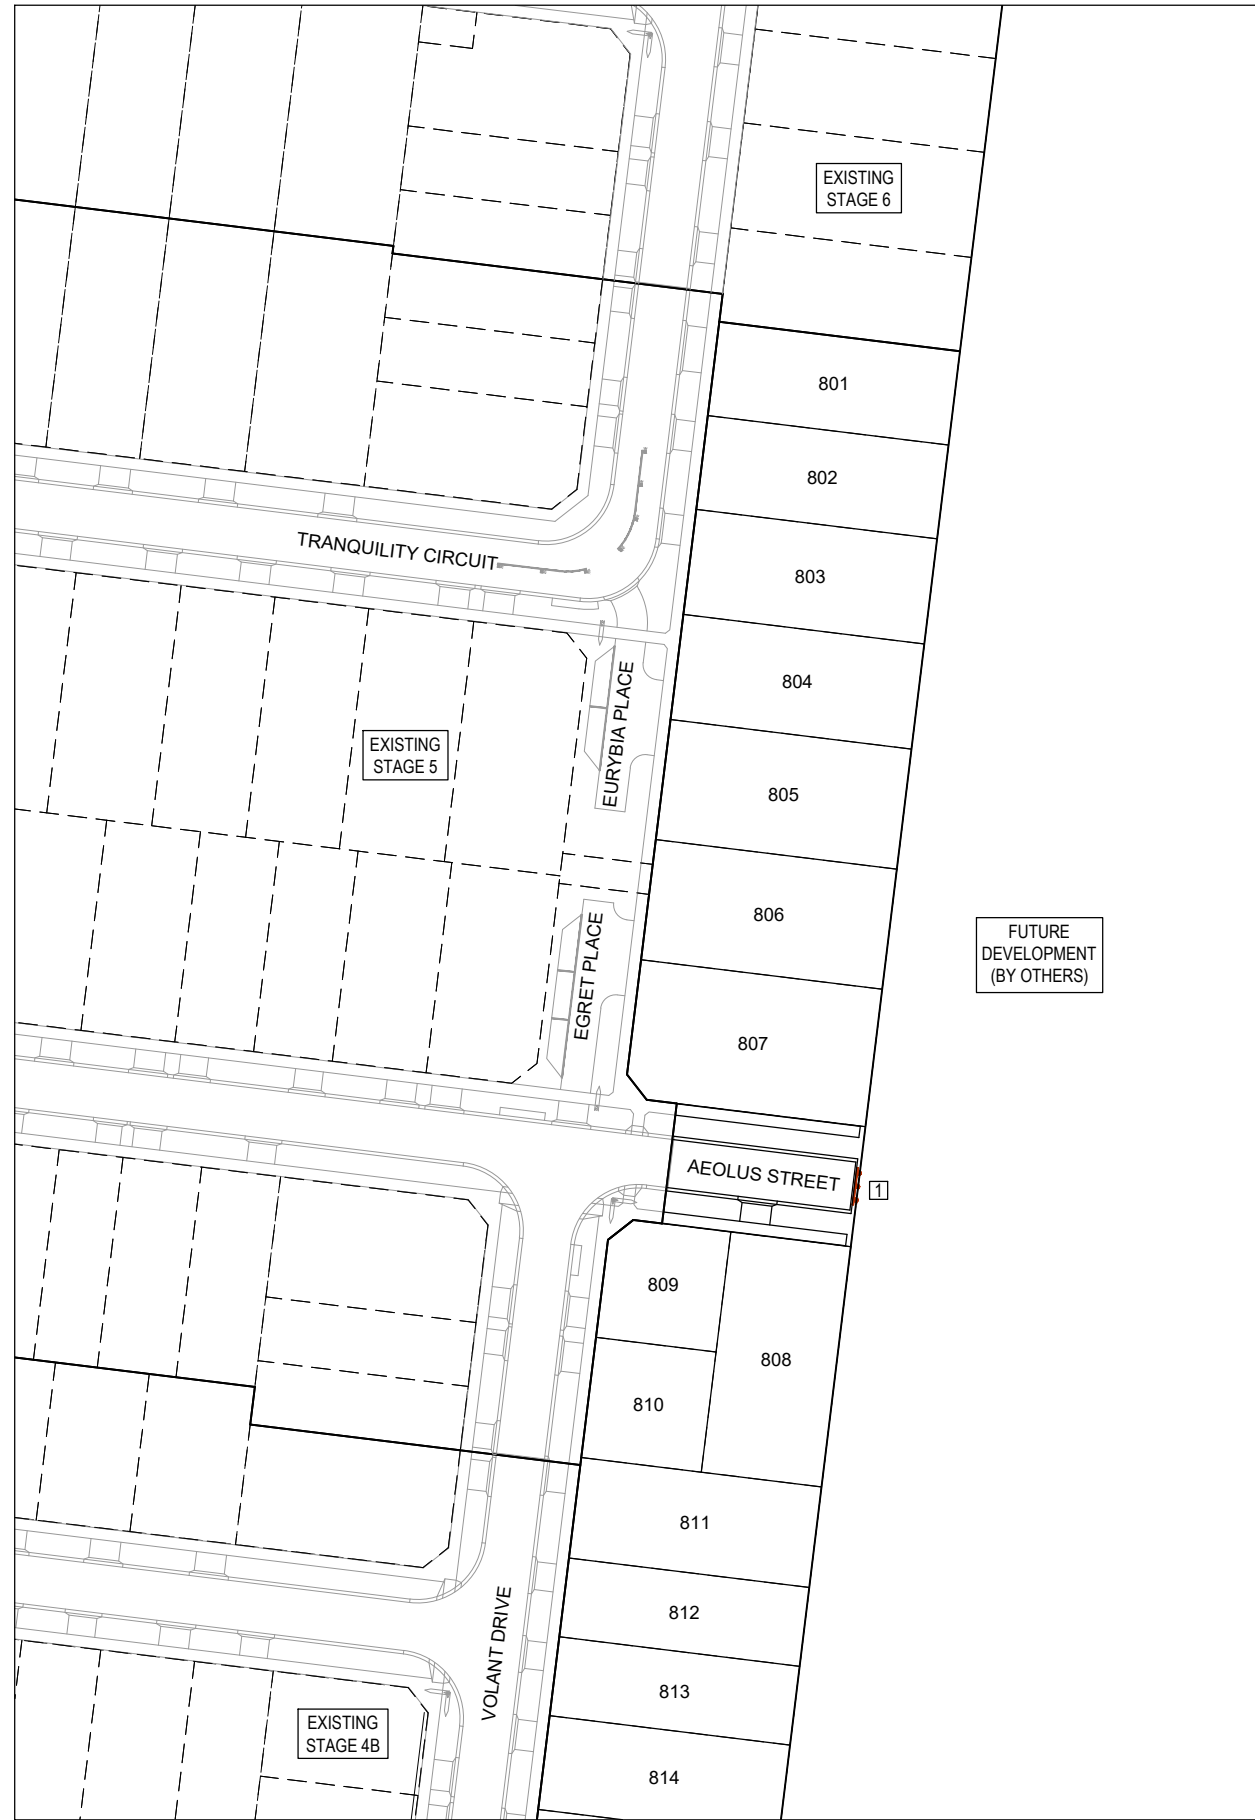 EXISTING
STAGE 6
801
802
TRANQUILITY CIRCUIT
803
804
EURYBIA PLACE
EXISTING
STAGE 5
805
806
EGRET PLACE
FUTURE
DEVELOPMENT
(BY OTHERS)
807
AEOLUS STREET
1
809
808
810
811
812
VOLANT DRIVE
813
EXISTING
STAGE 4B
814